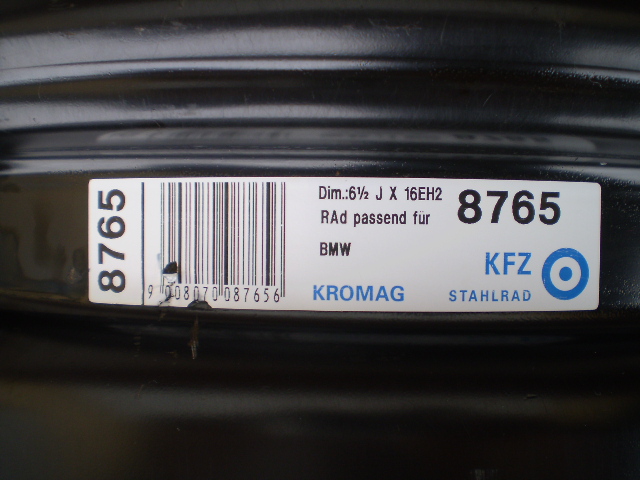 8765
9 008070 087656
Dim.:6½ J X 16EH2
RAd passend für
8765
BMW
KFZ
KROMAG
STAHLRAD